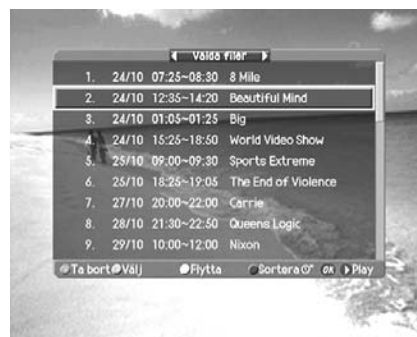 Valda filer
1. 24/10 07:25~08:30 8 Mile
2. 24/10 12:35~14:20 Beautiful Mind
3. 24/10 01:05~01:25 Big
4. 24/10 15:25~18:50 World Video Show
5. 25/10 09:00~09:30 Sports Extreme
6. 25/10 18:25~19:05 The End of Violence
7. 27/10 20:00~22:00 Carrie
8. 28/10 21:30~22:50 Queens Logic
9. 29/10 10:00~12:00 Nixon
Ta bort Välj Flytta Sortera OK Play